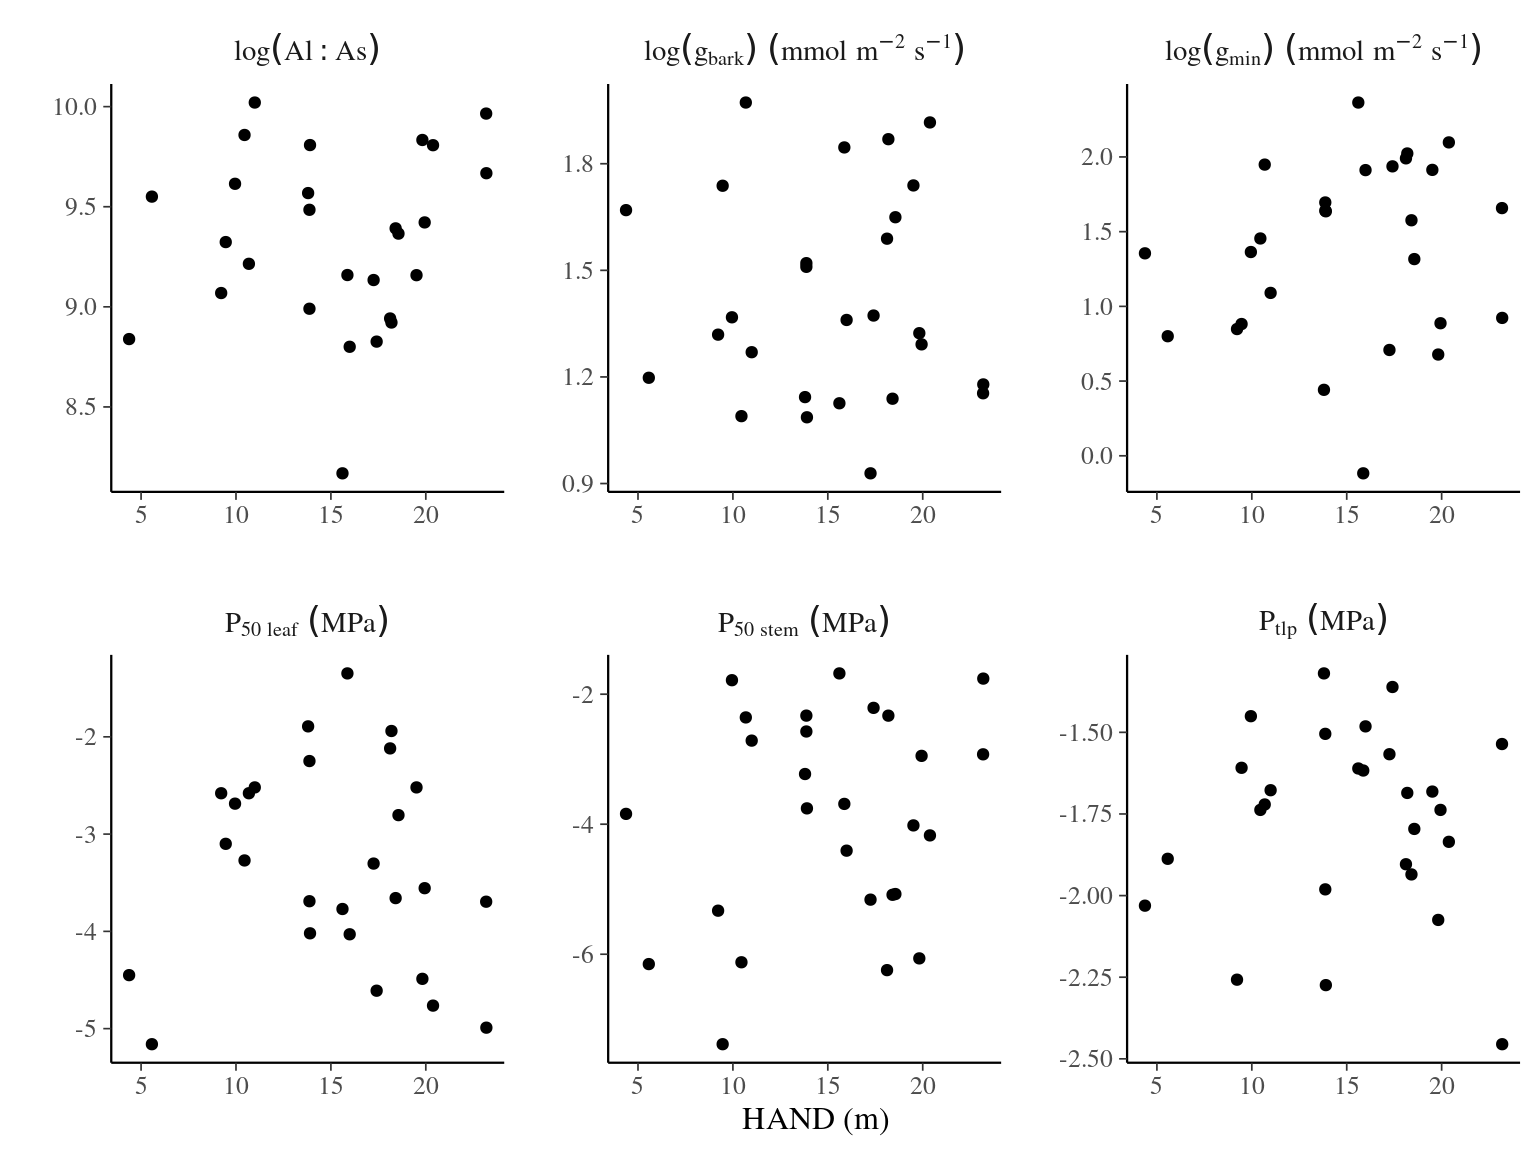 log(Al : As)
10.0
9.5
9.0
8.5
5 10 15 20
log(g_bark) (mmol m⁻² s⁻¹)
1.8
1.5
1.2
0.9
5 10 15 20
log(g_min) (mmol m⁻² s⁻¹)
2.0
1.5
1.0
0.5
0.0
5 10 15 20
P_50 leaf (MPa)
-2
-3
-4
-5
5 10 15 20
P_50 stem (MPa)
-2
-4
-6
5 10 15 20
P_tlp (MPa)
-1.50
-1.75
-2.00
-2.25
-2.50
5 10 15 20
HAND (m)